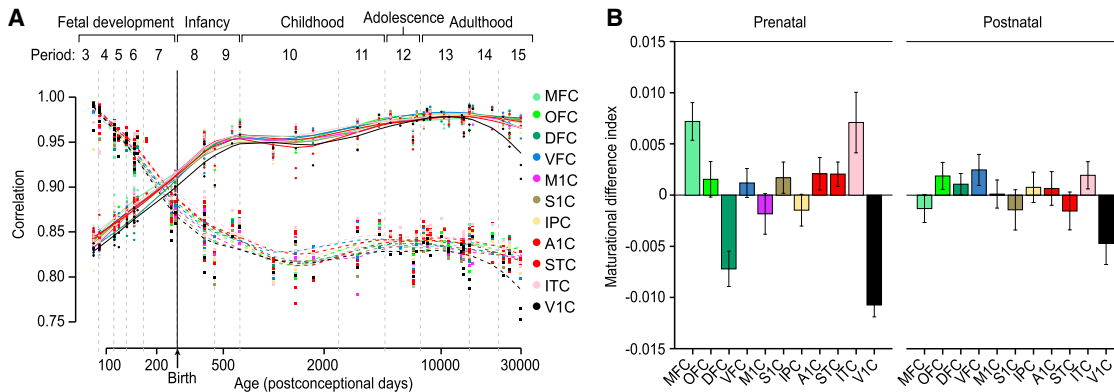 A
Fetal development Infancy Childhood Adolescence Adulthood
Period: 3 4 5 6 7 8 9 10 11 12 13 14 15
Correlation
1.00
0.95
0.90
0.85
0.80
0.75
100 200 500 2000 10000 30000
Birth
Age (postconceptional days)
MFC
OFC
DFC
VFC
M1C
S1C
IPC
A1C
STC
ITC
V1C
B
Prenatal Postnatal
Maturational difference index
0.015
0.010
0.005
0
-0.005
-0.010
-0.015
MFC OFC DFC VFC M1C S1C IPC A1C STC ITC V1C
MFC OFC DFC VFC M1C S1C IPC A1C STC ITC V1C